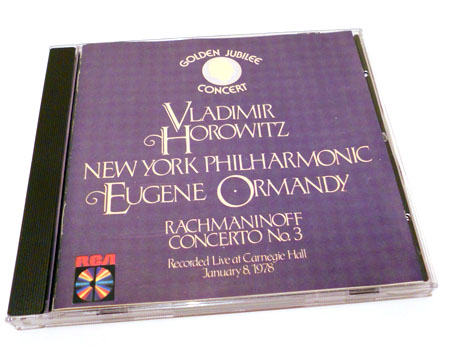 GOLDEN JUBILEE
CONCERT
VLADIMIR
HOROWITZ
NEW YORK PHILHARMONIC
EUGENE ORMANDY
RACHMANINOFF
CONCERTO No. 3
Recorded Live at Carnegie Hall
January 8, 1978
RCA